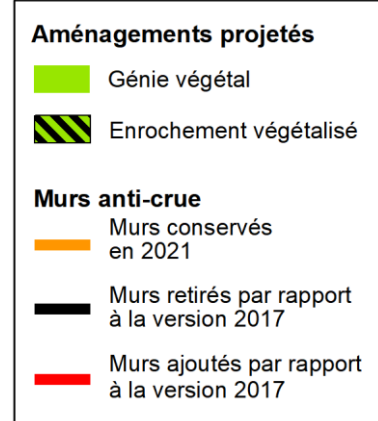 Aménagements projetés
Génie végétal
Enrochement végétalisé
Murs anti-crue
Murs conservés
en 2021
Murs retirés par rapport
à la version 2017
Murs ajoutés par rapport
à la version 2017